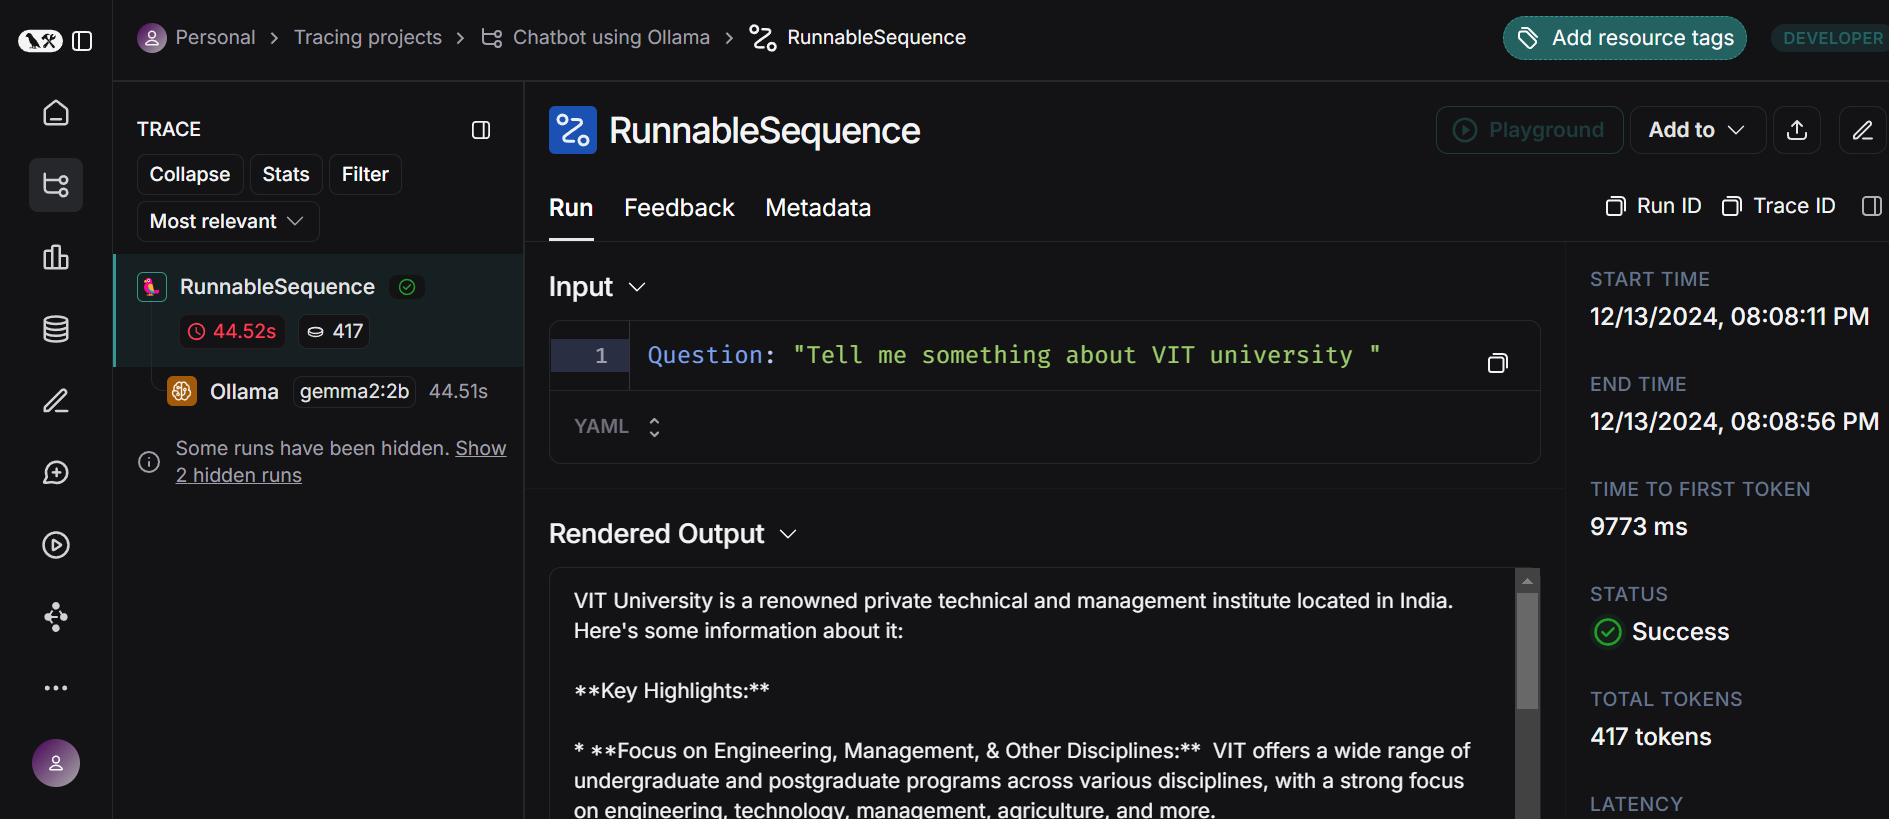 Personal > Tracing projects > Chatbot using Ollama > RunnableSequence
Add resource tags
DEVELOPER
TRACE
Collapse Stats Filter
Most relevant
RunnableSequence
44.52s 417
Ollama gemma2:2b 44.51s
Some runs have been hidden. Show
2 hidden runs
RunnableSequence
Playground Add to
Run Feedback Metadata
Run ID Trace ID
Input
1 Question: "Tell me something about VIT university "
YAML
Rendered Output
VIT University is a renowned private technical and management institute located in India.
Here's some information about it:
**Key Highlights:**
* **Focus on Engineering, Management, & Other Disciplines:** VIT offers a wide range of
undergraduate and postgraduate programs across various disciplines, with a strong focus
on engineering, technology, management, agriculture, and more.
START TIME
12/13/2024, 08:08:11 PM
END TIME
12/13/2024, 08:08:56 PM
TIME TO FIRST TOKEN
9773 ms
STATUS
Success
TOTAL TOKENS
417 tokens
LATENCY